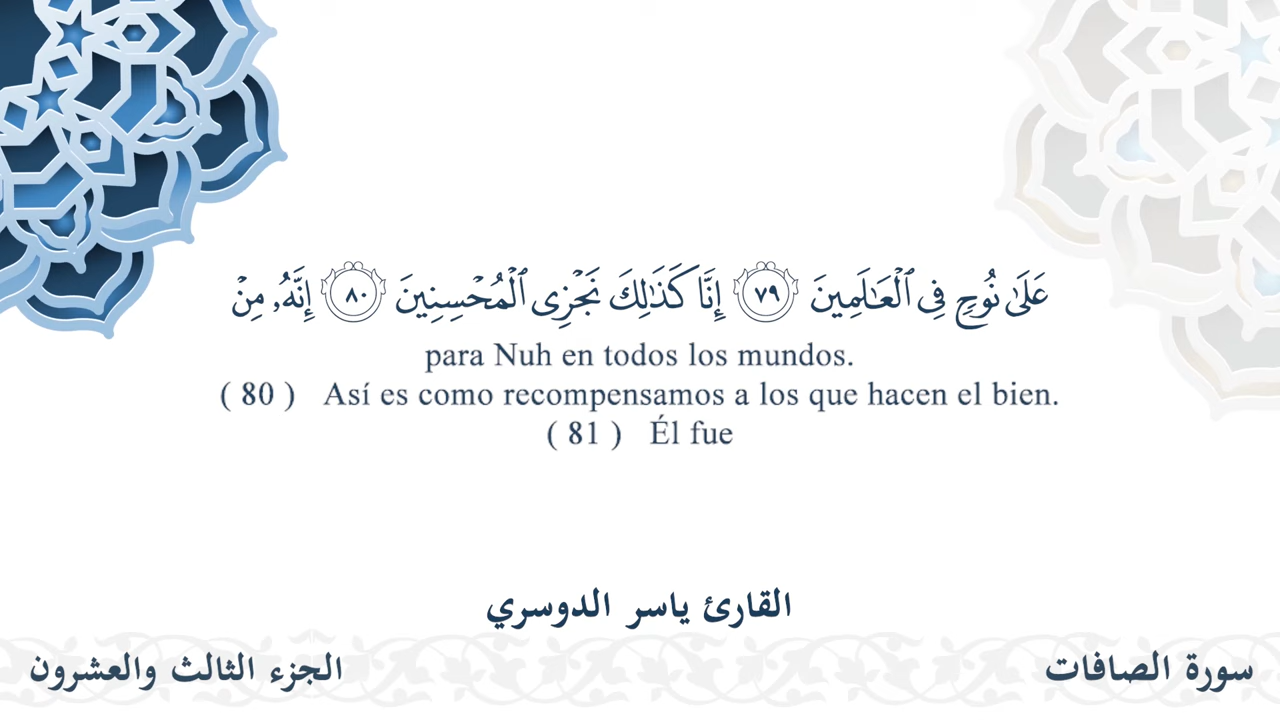 عَلَىٰ نُوحٍ فِى ٱلْعَـٰلَمِينَ ٧٩ إِنَّا كَذَٰلِكَ نَجْزِى ٱلْمُحْسِنِينَ ٨٠ إِنَّهُۥ مِنْ
para Nuh en todos los mundos.
( 80 ) Así es como recompensamos a los que hacen el bien.
( 81 ) Él fue
القارئ ياسر الدوسري
سورة الصافات
الجزء الثالث والعشرون